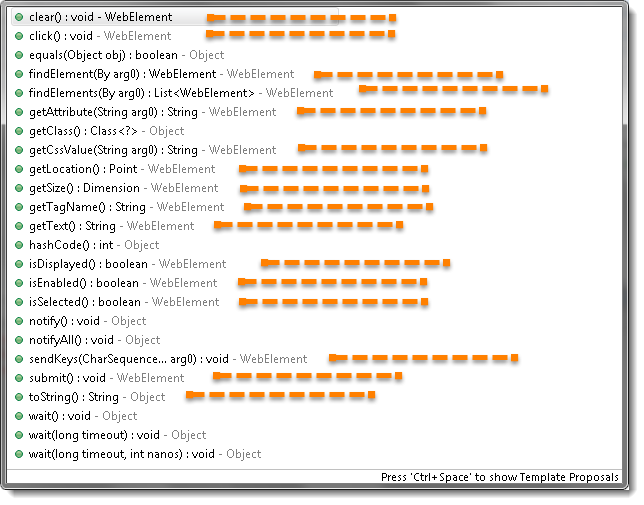 clear() : void - WebElement
click() : void - WebElement
equals(Object obj) : boolean - Object
findElement(By arg0) : WebElement - WebElement
findElements(By arg0) : List<WebElement> - WebElement
getAttribute(String arg0) : String - WebElement
getClass() : Class<?> - Object
getCssValue(String arg0) : String - WebElement
getLocation() : Point - WebElement
getSize() : Dimension - WebElement
getTagName() : String - WebElement
getText() : String - WebElement
hashCode() : int - Object
isDisplayed() : boolean - WebElement
isEnabled() : boolean - WebElement
isSelected() : boolean - WebElement
notify() : void - Object
notifyAll() : void - Object
sendKeys(CharSequence... arg0) : void - WebElement
submit() : void - WebElement
toString() : String - Object
wait() : void - Object
wait(long timeout) : void - Object
wait(long timeout, int nanos) : void - Object
Press 'Ctrl+Space' to show Template Proposals